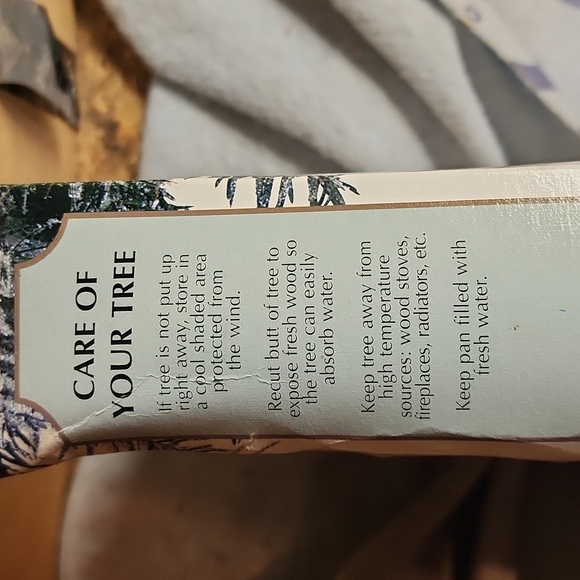 CARE OF
YOUR TREE
If tree is not put up
right away, store in
a cool shaded area
protected from
the wind.
Recut butt of tree to
expose fresh wood so
the tree can easily
absorb water.
Keep tree away from
high temperature
sources: wood stoves,
fireplaces, radiators, etc.
Keep pan filled with
fresh water.